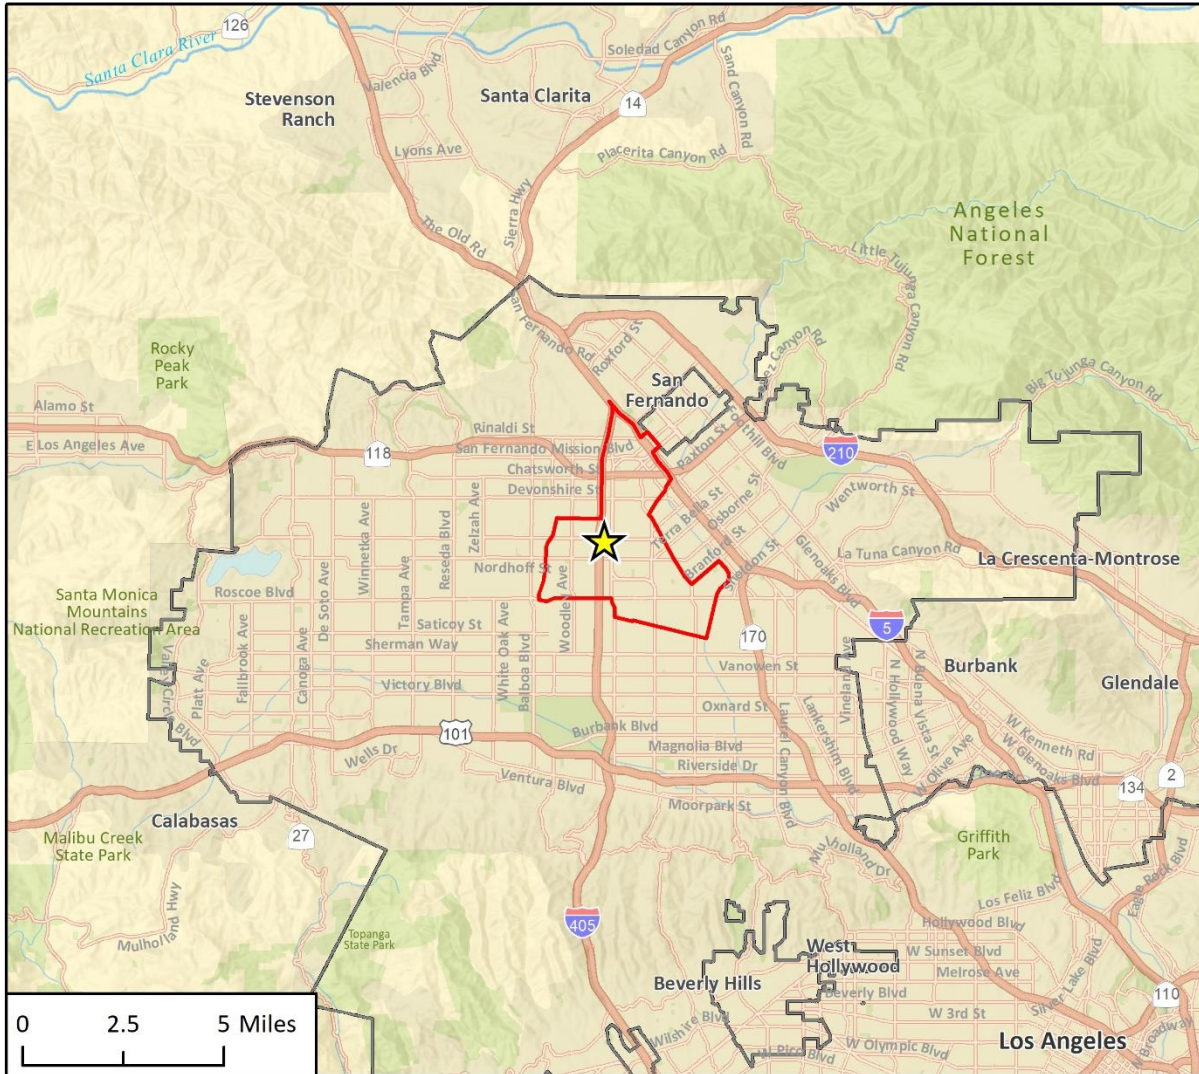 126
Santa Clara River
Soledad Canyon Rd
Sand Canyon Rd
Valencia Blvd
Stevenson
Ranch
Santa Clarita
14
Lyons Ave
Placerita Canyon Rd
Sierra Hwy
The Old Rd
Angeles
National
Forest
Little Tujunga Canyon Rd
San Fernando Rd
Roxford St
Rocky
Peak
Park
San
Fernando
Big Tujunga Canyon Rd
Alamo St
E Los Angeles Ave
118
Rinaldi St
San Fernando Mission Blvd
Chatsworth St
Devonshire St
Paxton St
Foothill Blvd
210
Wentworth St
Winnetka Ave
Reseda Blvd
Zelzah Ave
Terra Bella St
Osborne St
Branford St
Sheldon St
Glenoaks Blvd
La Tuna Canyon Rd
La Crescenta-Montrose
Nordhoff St
Roscoe Blvd
De Soto Ave
Tampa Ave
Woodley Ave
Santa Monica
Mountains
National Recreation Area
Saticoy St
Sherman Way
White Oak Ave
Balboa Blvd
170
5
Vanowen St
Vineland Ave
Burbank
Glendale
Valley Circle Blvd
Platt Ave
Fallbrook Ave
Canoga Ave
Victory Blvd
Oxnard St
N Hollywood Way
N Buena Vista St
101
Burbank Blvd
Magnolia Blvd
Riverside Dr
Laurel Canyon Blvd
Lankershim Blvd
W Olive Ave
W Kenneth Rd
W Glenoaks Blvd
Wells Dr
Ventura Blvd
Moorpark St
134
2
Calabasas
Malibu Creek
State Park
27
Mulholland Dr
Griffith
Park
Los Feliz Blvd
Eagle Rock Blvd
405
Mulholland Hwy
Topanga
State Park
Hollywood Blvd
West
Hollywood
W Sunset Blvd
Melrose Ave
Silver Lake Blvd
Beverly Hills
Beverly Blvd
W 3rd St
110
Wilshire Blvd
W Pico Blvd
W Olympic Blvd
Los Angeles
N Broadway
0 2.5 5 Miles